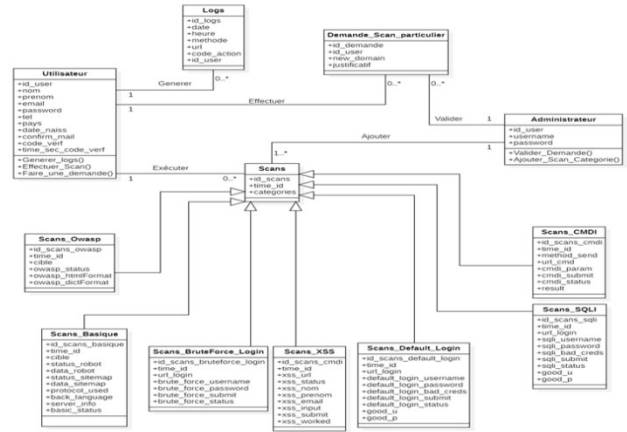 Logs
+id_logs
+date
+heure
+methode
+url
+code_action
+id_user
Demande_Scan_particulier
+id_demande
+id_user
+new_domain
+justificatif
Utilisateur
+id_user
+nom
+prenom
+email
+password
+tel
+pays
+date_naiss
+confirm_mail
+code_verf
+time_sec_code_verf
+Generer_logs()
+Effectuer_Scan()
+Faire_une_demande()
Generer
0..*
1
Effectuer
0..*
1
Valider
0..*
1
Administrateur
+id_user
+username
+password
+Valider_Demande()
+Ajouter_Scan_Categorie()
Ajouter
1
1..*
Exécuter
1
0..*
Scans
+id_scans
+time_id
+categories
Scans_Owasp
+id_scans_owasp
+time_id
+cible
+owasp_status
+owasp_htmlFormat
+owasp_dictFormat
Scans_CMDI
+id_scans_cmdi
+time_id
+method_send
+url_cmd
+cmdi_param
+cmdi_submit
+cmdi_status
+result
Scans_SQLI
+id_scans_sqli
+time_id
+url_login
+sqli_username
+sqli_password
+sqli_bad_creds
+sqli_submit
+sqli_status
+good_u
+good_p
Scans_Basique
+id_scans_basique
+time_id
+cible
+status_robot
+data_robot
+status_sitemap
+data_sitemap
+protocol_used
+back_language
+server_info
+basic_status
Scans_BruteForce_Login
+id_scans_bruteforce_login
+time_id
+url_login
+brute_force_username
+brute_force_password
+brute_force_submit
+brute_force_status
Scans_XSS
+id_scans_cmdi
+time_id
+xss_url
+xss_status
+xss_nom
+xss_prenom
+xss_email
+xss_input
+xss_submit
+xss_worked
Scans_Default_Login
+id_scans_default_login
+time_id
+url_login
+default_login_username
+default_login_password
+default_login_bad_creds
+default_login_submit
+default_login_status
+good_u
+good_p